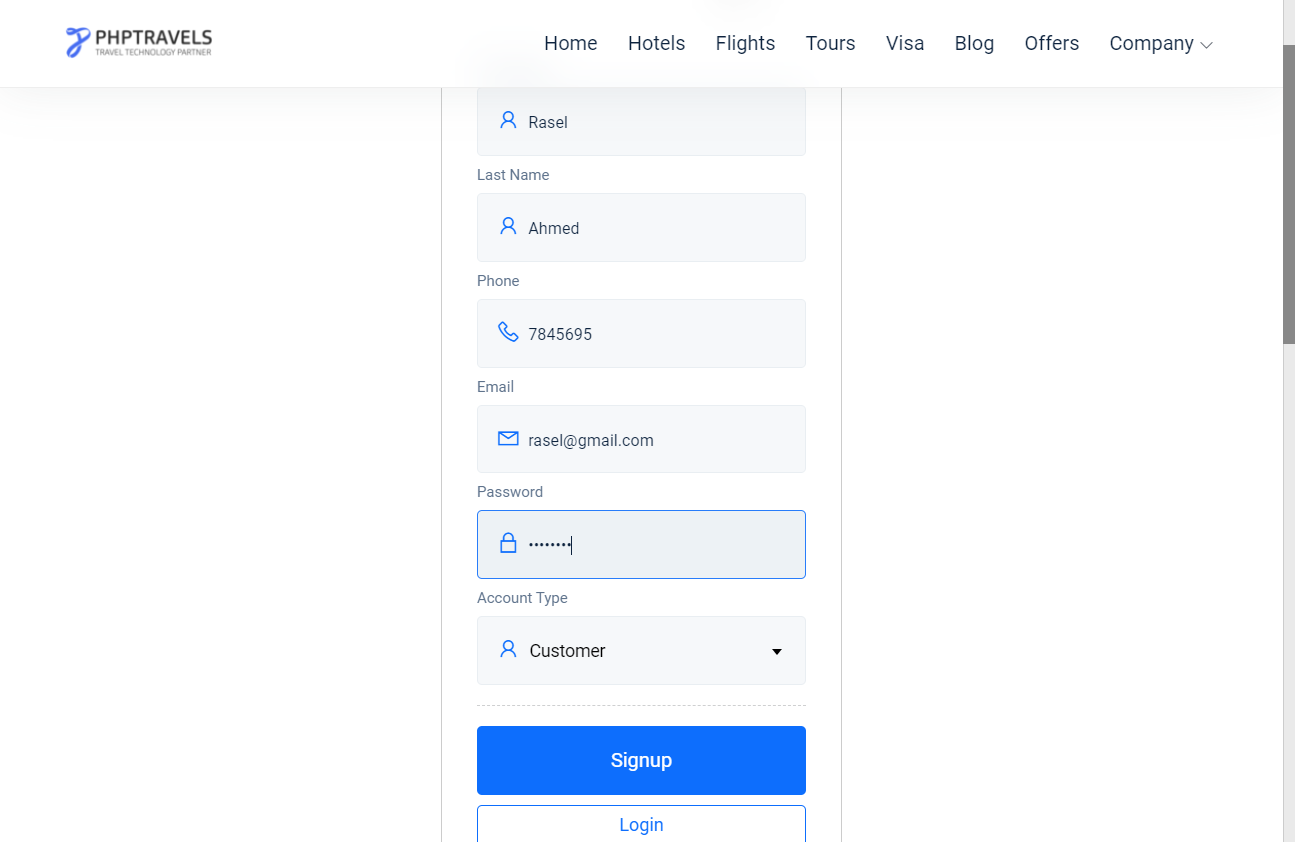 PHPTRAVELS
TRAVEL TECHNOLOGY PARTNER
Home Hotels Flights Tours Visa Blog Offers Company
Rasel
Last Name
Ahmed
Phone
7845695
Email
rasel@gmail.com
Password
••••••••
Account Type
Customer
Signup
Login